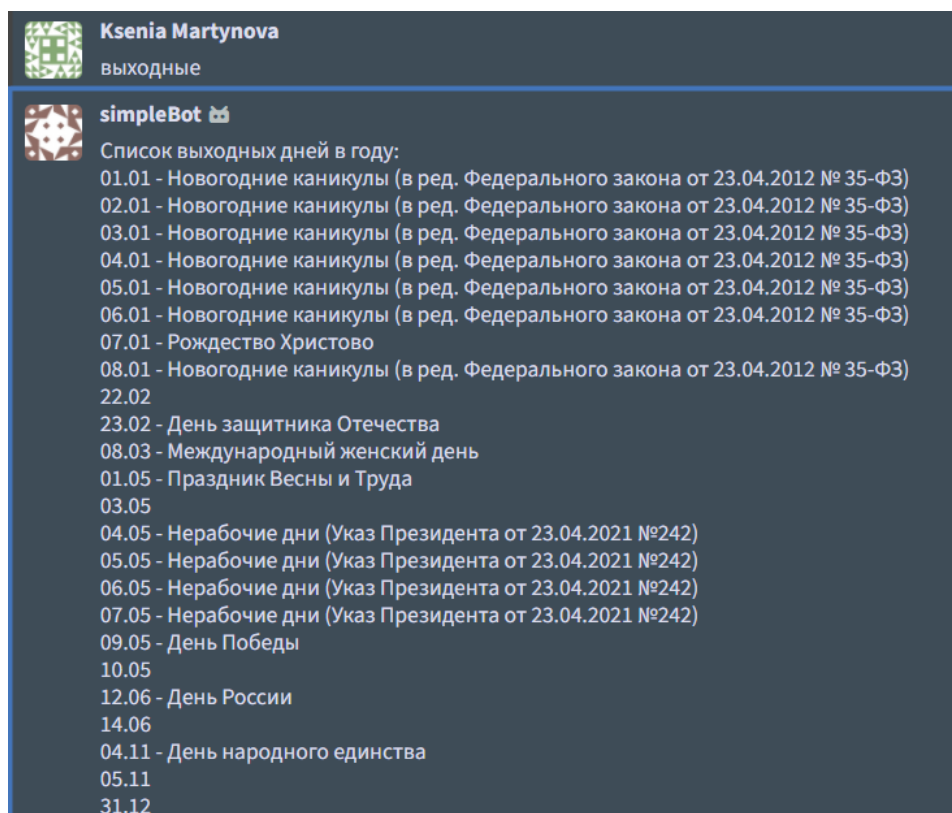 Ksenia Martynova
выходные
simpleBot
Список выходных дней в году:
01.01 - Новогодние каникулы (в ред. Федерального закона от 23.04.2012 № 35-ФЗ)
02.01 - Новогодние каникулы (в ред. Федерального закона от 23.04.2012 № 35-ФЗ)
03.01 - Новогодние каникулы (в ред. Федерального закона от 23.04.2012 № 35-ФЗ)
04.01 - Новогодние каникулы (в ред. Федерального закона от 23.04.2012 № 35-ФЗ)
05.01 - Новогодние каникулы (в ред. Федерального закона от 23.04.2012 № 35-ФЗ)
06.01 - Новогодние каникулы (в ред. Федерального закона от 23.04.2012 № 35-ФЗ)
07.01 - Рождество Христово
08.01 - Новогодние каникулы (в ред. Федерального закона от 23.04.2012 № 35-ФЗ)
22.02
23.02 - День защитника Отечества
08.03 - Международный женский день
01.05 - Праздник Весны и Труда
03.05
04.05 - Нерабочие дни (Указ Президента от 23.04.2021 №242)
05.05 - Нерабочие дни (Указ Президента от 23.04.2021 №242)
06.05 - Нерабочие дни (Указ Президента от 23.04.2021 №242)
07.05 - Нерабочие дни (Указ Президента от 23.04.2021 №242)
09.05 - День Победы
10.05
12.06 - День России
14.06
04.11 - День народного единства
05.11
31.12